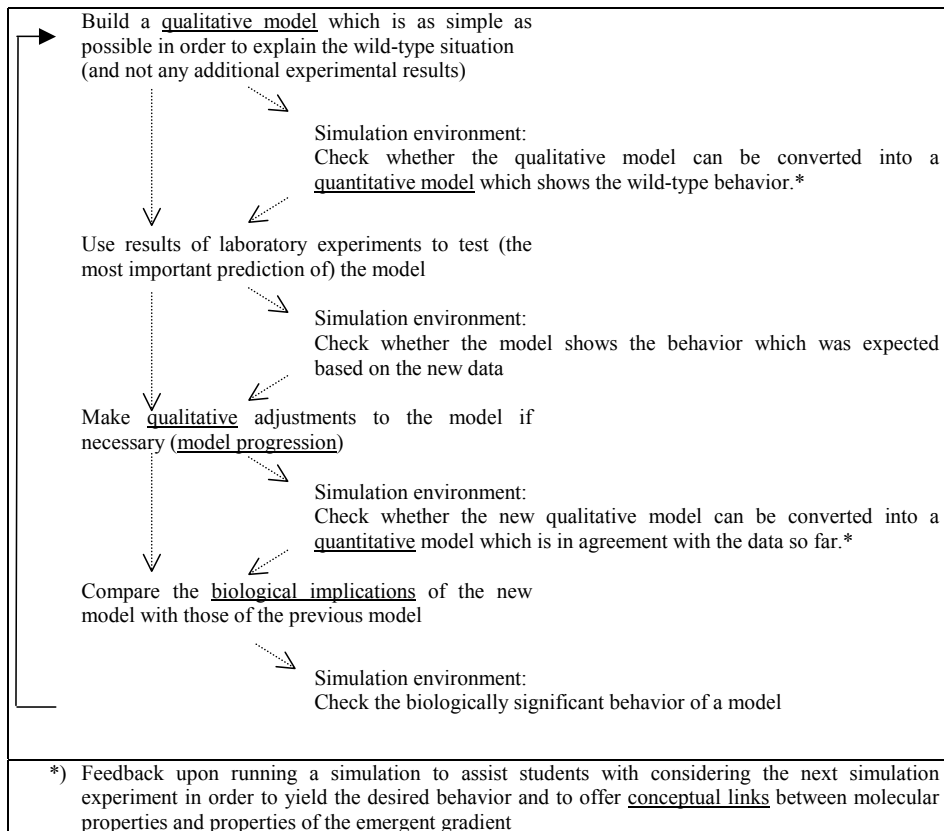 Build a qualitative model which is as simple as
possible in order to explain the wild-type situation
(and not any additional experimental results)
Simulation environment:
Check whether the qualitative model can be converted into a
quantitative model which shows the wild-type behavior.*
Use results of laboratory experiments to test (the
most important prediction of) the model
Simulation environment:
Check whether the model shows the behavior which was expected
based on the new data
Make qualitative adjustments to the model if
necessary (model progression)
Simulation environment:
Check whether the new qualitative model can be converted into a
quantitative model which is in agreement with the data so far.*
Compare the biological implications of the new
model with those of the previous model
Simulation environment:
Check the biologically significant behavior of a model
*) Feedback upon running a simulation to assist students with considering the next simulation
experiment in order to yield the desired behavior and to offer conceptual links between molecular
properties and properties of the emergent gradient